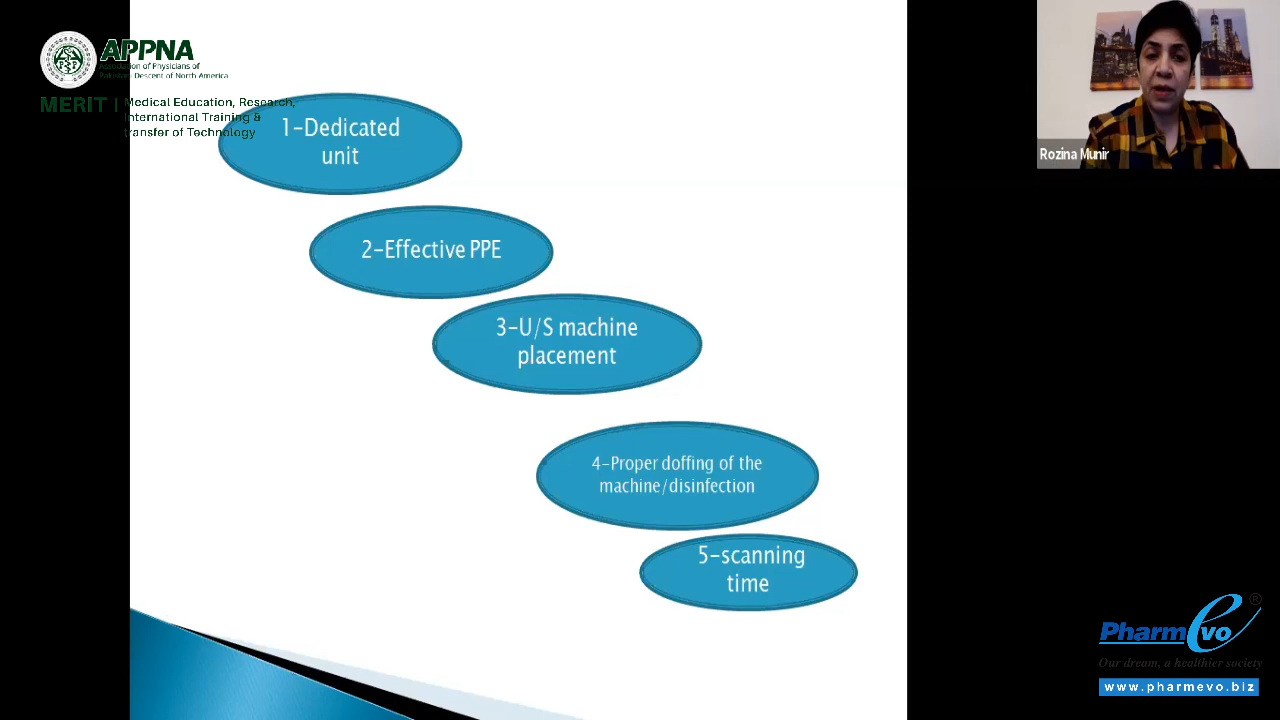 APPNA
Association of Physicians of
Pakistani Descent of North America
MERIT | Medical Education, Research,
International Training &
transfer of Technology
1-Dedicated
unit
2-Effective PPE
3-U/S machine
placement
4-Proper doffing of the
machine/disinfection
5-scanning
time
Rozina Munir
PharmEvo
Our dream, a healthier society
www.pharmevo.biz